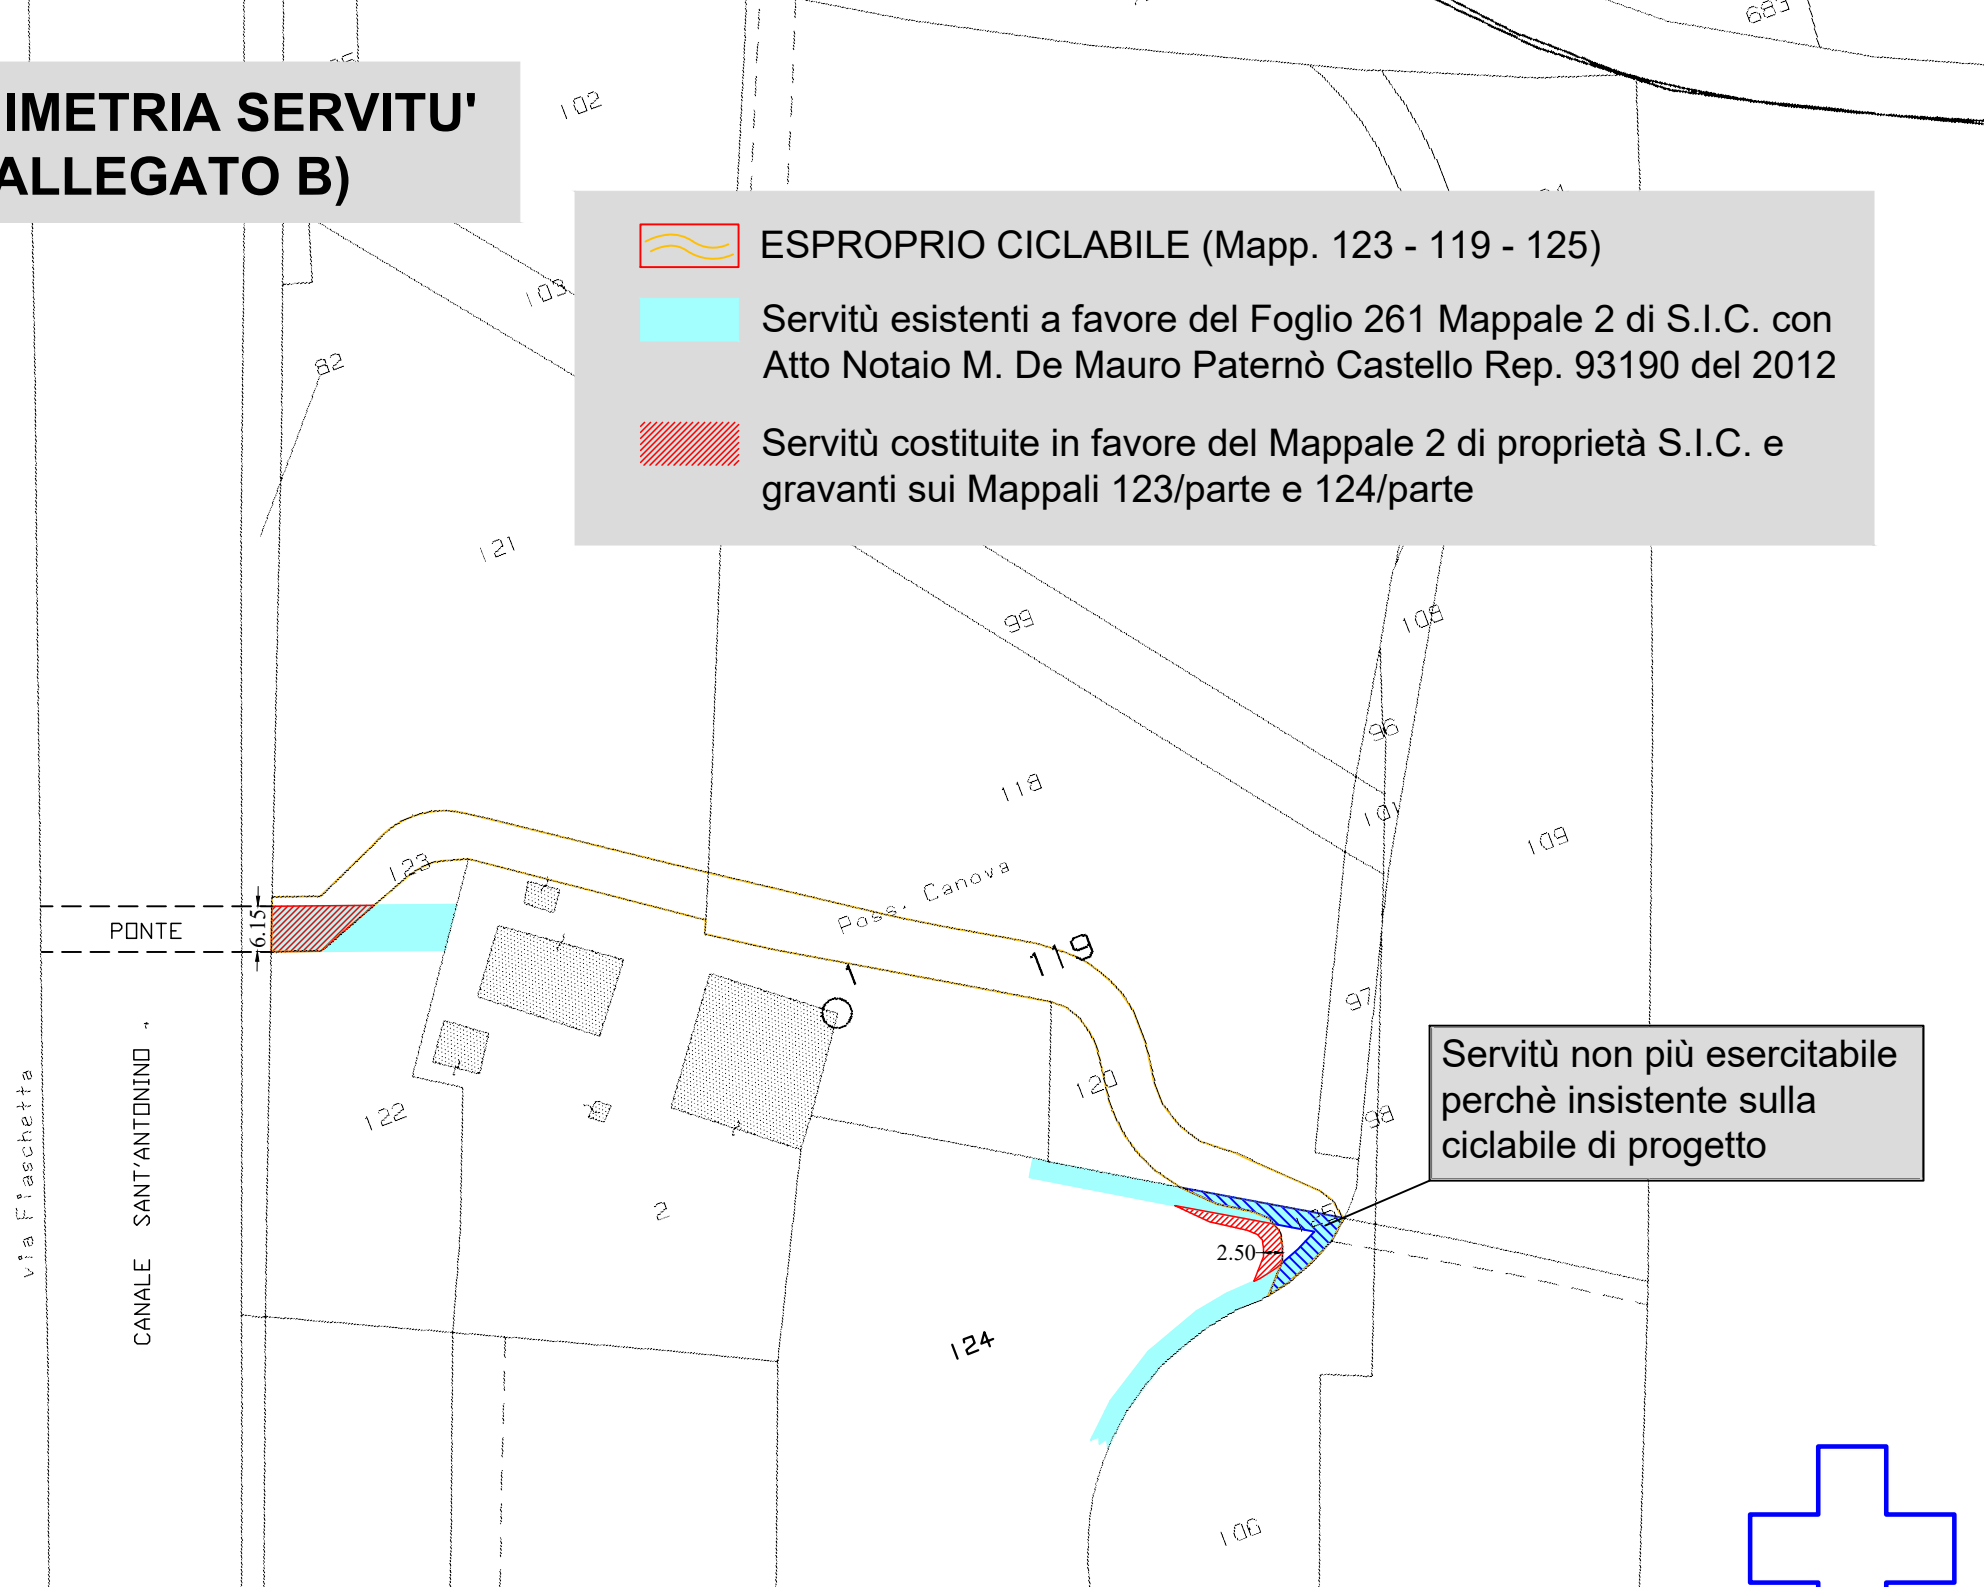 683
102
IMETRIA SERVITU'
ALLEGATO B)
ESPROPRIO CICLABILE (Mapp. 123 - 119 - 125)
103
Servitù esistenti a favore del Foglio 261 Mappale 2 di S.I.C. con
Atto Notaio M. De Mauro Paternò Castello Rep. 93190 del 2012
82
Servitù costituite in favore del Mappale 2 di proprietà S.I.C. e
gravanti sui Mappali 123/parte e 124/parte
121
99
108
96
118
101
109
123
Poss. Canova
PONTE
6.15
119
1
97
Servitù non più esercitabile
perchè insistente sulla
ciclabile di progetto
120
98
122
via Fiaschetta
CANALE SANT'ANTONINO
2
125
2.50
124
106